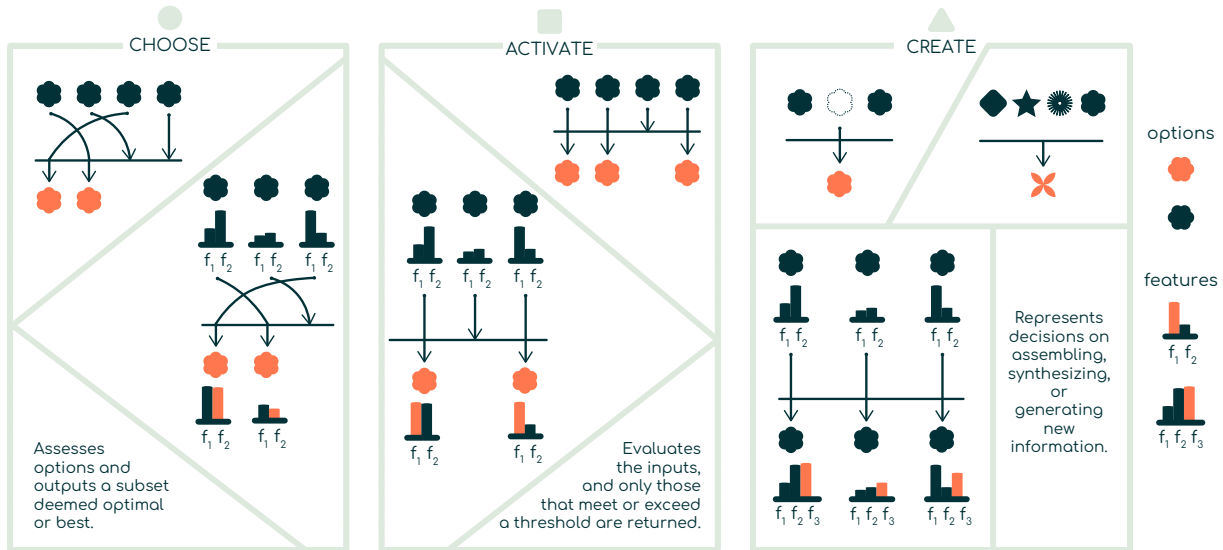 CHOOSE
f₁ f₂ f₁ f₂ f₁ f₂
f₁ f₂ f₁ f₂
Assesses
options and
outputs a subset
deemed optimal
or best.
ACTIVATE
f₁ f₂ f₁ f₂ f₁ f₂
f₁ f₂ f₁ f₂
Evaluates
the inputs,
and only those
that meet or exceed
a threshold are returned.
CREATE
f₁ f₂ f₁ f₂ f₁ f₂
f₁ f₂ f₃ f₁ f₂ f₃ f₁ f₂ f₃
Represents
decisions on
assembling,
synthesizing,
or
generating
new
information.
options
features
f₁ f₂
f₁ f₂ f₃